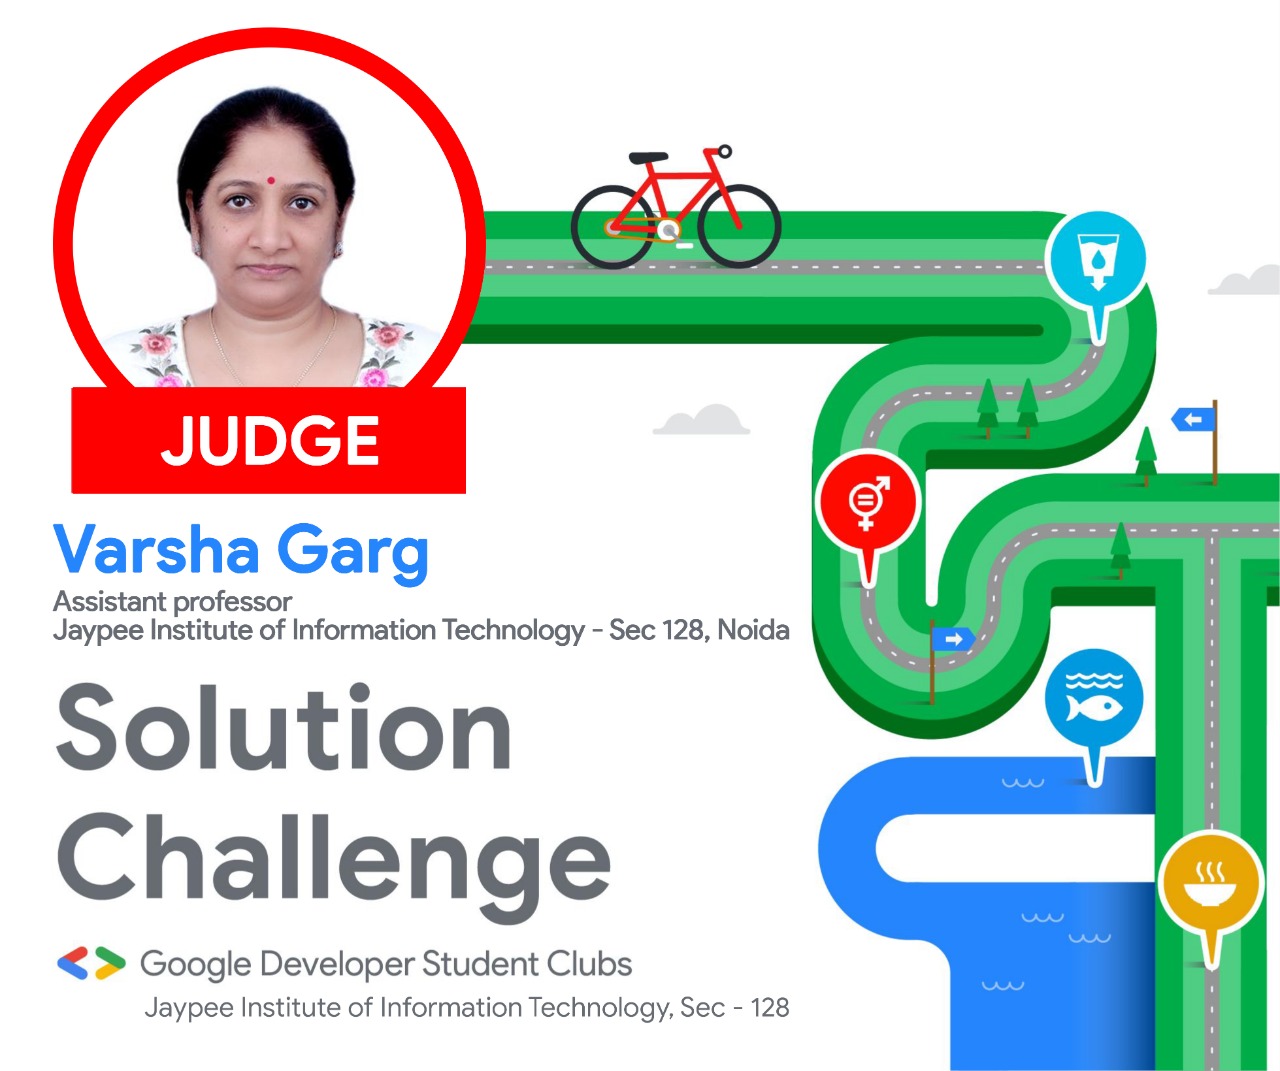 JUDGE
Varsha Garg
Assistant professor
Jaypee Institute of Information Technology - Sec 128, Noida
Solution
Challenge
Google Developer Student Clubs
Jaypee Institute of Information Technology, Sec - 128